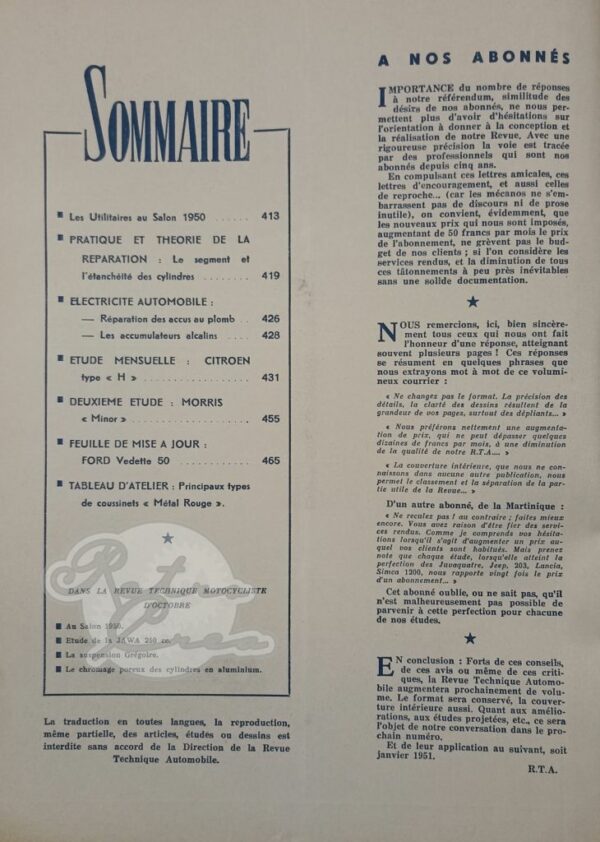 SOMMAIRE
Les Utilitaires au Salon 1950 ...... 413
PRATIQUE ET THEORIE DE LA
REPARATION : Le segment et
l'étanchéité des cylindres ........ 419
ELECTRICITE AUTOMOBILE :
— Réparation des accus au plomb .. 426
— Les accumulateurs alcalins .... 428
ETUDE MENSUELLE : CITROEN
type « H » ................ 431
DEUXIEME ETUDE : MORRIS
« Minor » ................ 455
FEUILLE DE MISE A JOUR :
FORD Vedette 50 ............ 465
TABLEAU D'ATELIER : Principaux types
de coussinets « Métal Rouge ».
DANS LA REVUE TECHNIQUE MOTOCYCLISTE
D'OCTOBRE
Au Salon 1950.
Etude de la JAWA 250 cc.
La suspension Grégoire.
Le chromage poreux des cylindres en aluminium.
Retro Crea
La traduction en toutes langues, la reproduction,
même partielle, des articles, études ou dessins est
interdite sans accord de la Direction de la Revue
Technique Automobile.
A NOS ABONNÉS
IMPORTANCE du nombre de réponses
à notre référendum, similitude des
désirs de nos abonnés, ne nous per-
mettent plus d'avoir d'hésitations sur
l'orientation à donner à la conception et
la réalisation de notre Revue. Avec une
rigoureuse précision la voie est tracée
par des professionnels qui sont nos
abonnés depuis cinq ans.
En compulsant ces lettres amicales, ces
lettres d'encouragement, et aussi celles
de reproche... (car les mécanos ne s'em-
barrassent pas de discours ni de prose
inutile), on convient, évidemment, que
les nouveaux prix qui nous sont imposés,
augmentant de 50 francs par mois le prix
de l'abonnement, ne grèvent pas le bud-
get de nos clients ; si l'on considère les
services rendus, et la diminution de tous
ces tâtonnements à peu près inévitables
sans une solide documentation.
NOUS remercions, ici, bien sincère-
ment tous ceux qui nous ont fait
l'honneur d'une réponse, atteignant
souvent plusieurs pages ! Ces réponses
se résument en quelques phrases que
nous extrayons mot à mot de ce volumi-
neux courrier :
« Ne changez pas le format. La précision des
détails, la clarté des dessins résultent de la
grandeur de vos pages, surtout des dépliants... »
« Nous préférons nettement une augmenta-
tion de prix, qui ne peut dépasser quelques
dizaines de francs par mois, à une diminution
de la qualité de notre R.T.A.... »
« La couverture intérieure, que nous ne con-
naissons dans aucune autre publication, nous
permet le classement et la séparation de la par-
tie utile de la Revue... »
D'un autre abonné, de la Martinique :
« Ne reculez pas ! au contraire ; faites mieux
encore. Vous avez raison d'être fier des servi-
ces rendus. Comme je comprends vos hésita-
tions lorsqu'il s'agit d'augmenter un prix au-
quel vos clients sont habitués. Mais prenez
note que chaque étude, lorsqu'elle atteint la
perfection des Juvaquatre, Jeep, 203, Lancia,
Simca 1200, nous rapporte vingt fois le prix
d'un abonnement... »
Cet abonné oublie, ou ne sait pas, qu'il
n'est malheureusement pas possible de
parvenir à cette perfection pour chacune
de nos études.
EN conclusion : Forts de ces conseils,
de ces avis ou même de ces criti-
ques, la Revue Technique Automo-
bile augmentera prochainement de volu-
me. Le format sera conservé, la couver-
ture intérieure aussi. Quant aux amélio-
rations, aux études projetées, etc., ce sera
l'objet de notre conversation dans le pro-
chain numéro.
Et de leur application au suivant, soit
janvier 1951.
R.T.A.